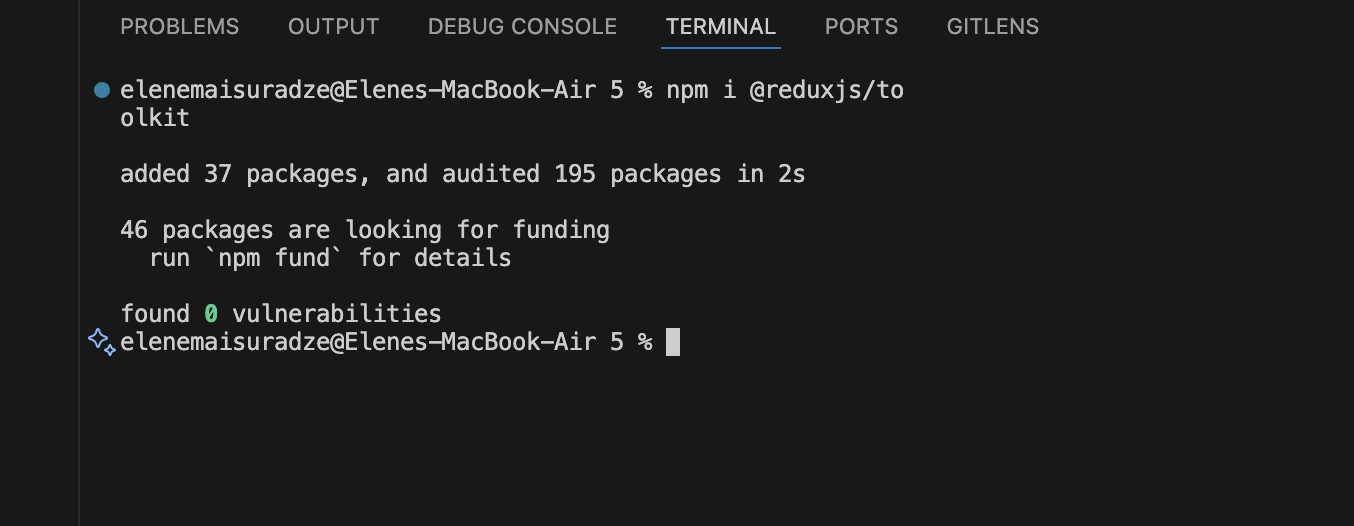 PROBLEMS OUTPUT DEBUG CONSOLE TERMINAL PORTS GITLENS
elenemaisuradze@Elenes-MacBook-Air 5 % npm i @reduxjs/to
olkit
added 37 packages, and audited 195 packages in 2s
46 packages are looking for funding
  run `npm fund` for details
found 0 vulnerabilities
elenemaisuradze@Elenes-MacBook-Air 5 %